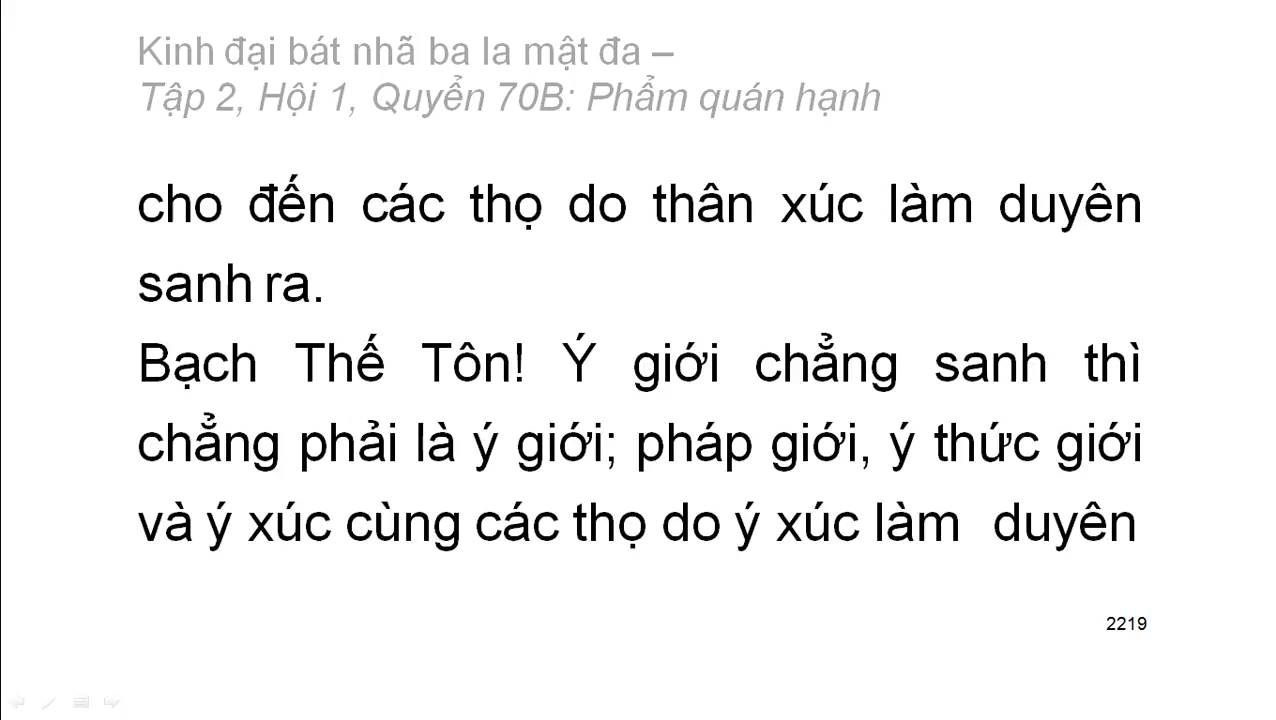 Kinh đại bát nhã ba la mật đa –
Tập 2, Hội 1, Quyển 70B: Phẩm quán hạnh
cho đến các thọ do thân xúc làm duyên
sanh ra.
Bạch Thế Tôn! Ý giới chẳng sanh thì
chẳng phải là ý giới; pháp giới, ý thức giới
và ý xúc cùng các thọ do ý xúc làm duyên
2219